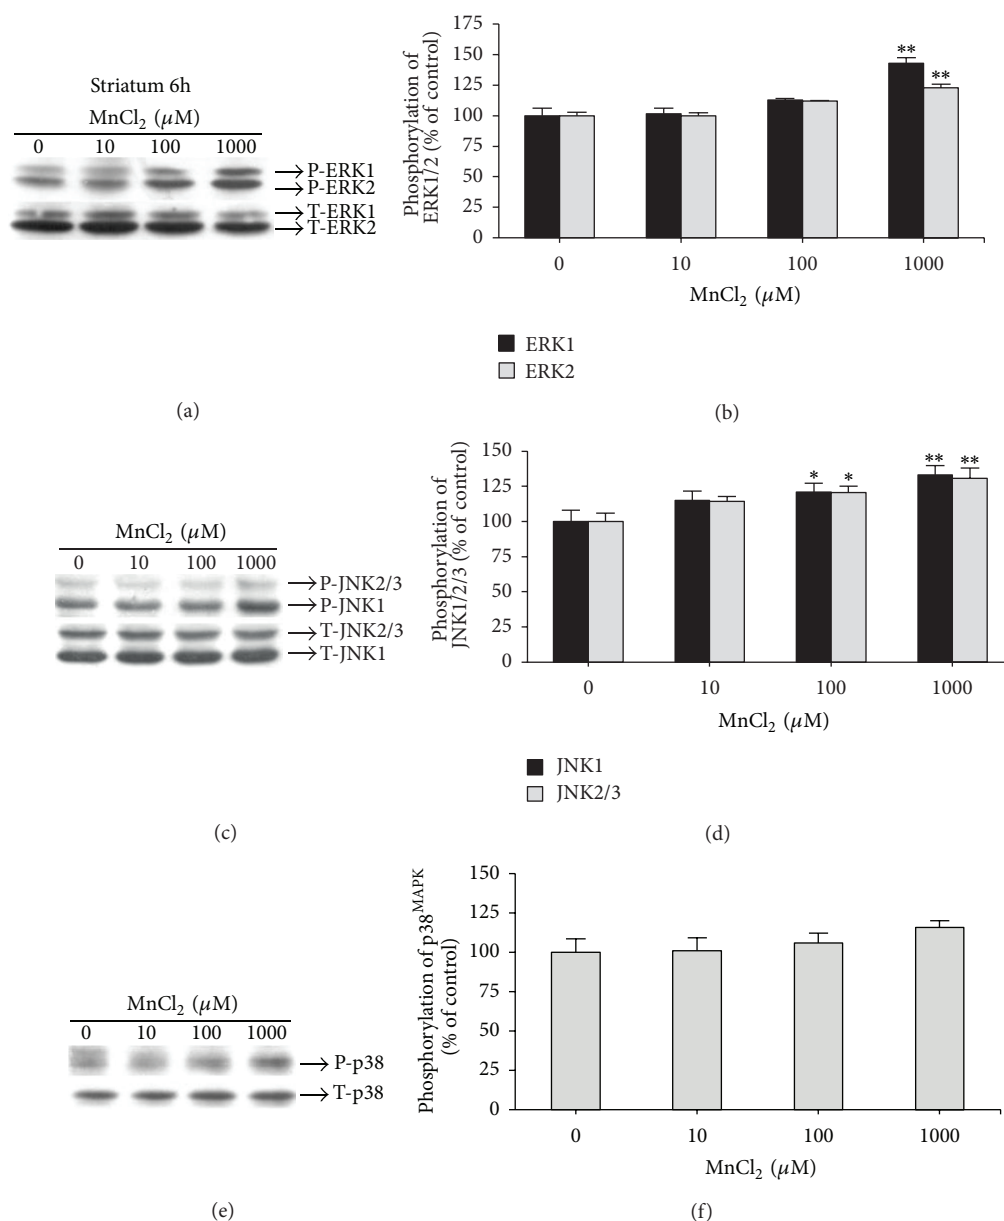 Striatum 6h
MnCl₂ (μM)
0 10 100 1000
P-ERK1
P-ERK2
T-ERK1
T-ERK2
(a)
Phosphorylation of
ERK1/2 (% of control)
175
150
125
100
75
50
25
0
** **
0 10 100 1000
MnCl₂ (μM)
ERK1
ERK2
(b)
MnCl₂ (μM)
0 10 100 1000
P-JNK2/3
P-JNK1
T-JNK2/3
T-JNK1
(c)
Phosphorylation of
JNK1/2/3 (% of control)
150
125
100
75
50
25
0
* * ** **
0 10 100 1000
MnCl₂ (μM)
JNK1
JNK2/3
(d)
MnCl₂ (μM)
0 10 100 1000
P-p38
T-p38
(e)
Phosphorylation of p38ᴹᴬᴾᴷ
(% of control)
150
125
100
75
50
25
0
0 10 100 1000
MnCl₂ (μM)
(f)